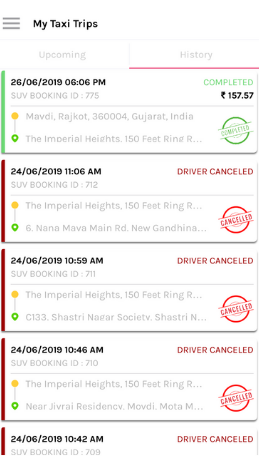 My Taxi Trips
Upcoming History
26/06/2019 06:06 PM COMPLETED
SUV BOOKING ID : 775 ₹ 157.57
Mavdi, Rajkot, 360004, Gujarat, India
COMPLETED
The Imperial Heights, 150 Feet Ring R...
24/06/2019 11:06 AM DRIVER CANCELED
SUV BOOKING ID : 712
The Imperial Heights, 150 Feet Ring R...
CANCELLED
6, Nana Mava Main Rd, New Gandhina...
24/06/2019 10:59 AM DRIVER CANCELED
SUV BOOKING ID : 711
The Imperial Heights, 150 Feet Ring R...
CANCELLED
C133, Shastri Nagar Society, Shastri N...
24/06/2019 10:46 AM DRIVER CANCELED
SUV BOOKING ID : 710
The Imperial Heights, 150 Feet Ring R...
CANCELLED
Near Jivrai Residency, Movdi, Mota M...
24/06/2019 10:42 AM DRIVER CANCELED
SUV BOOKING ID : 709